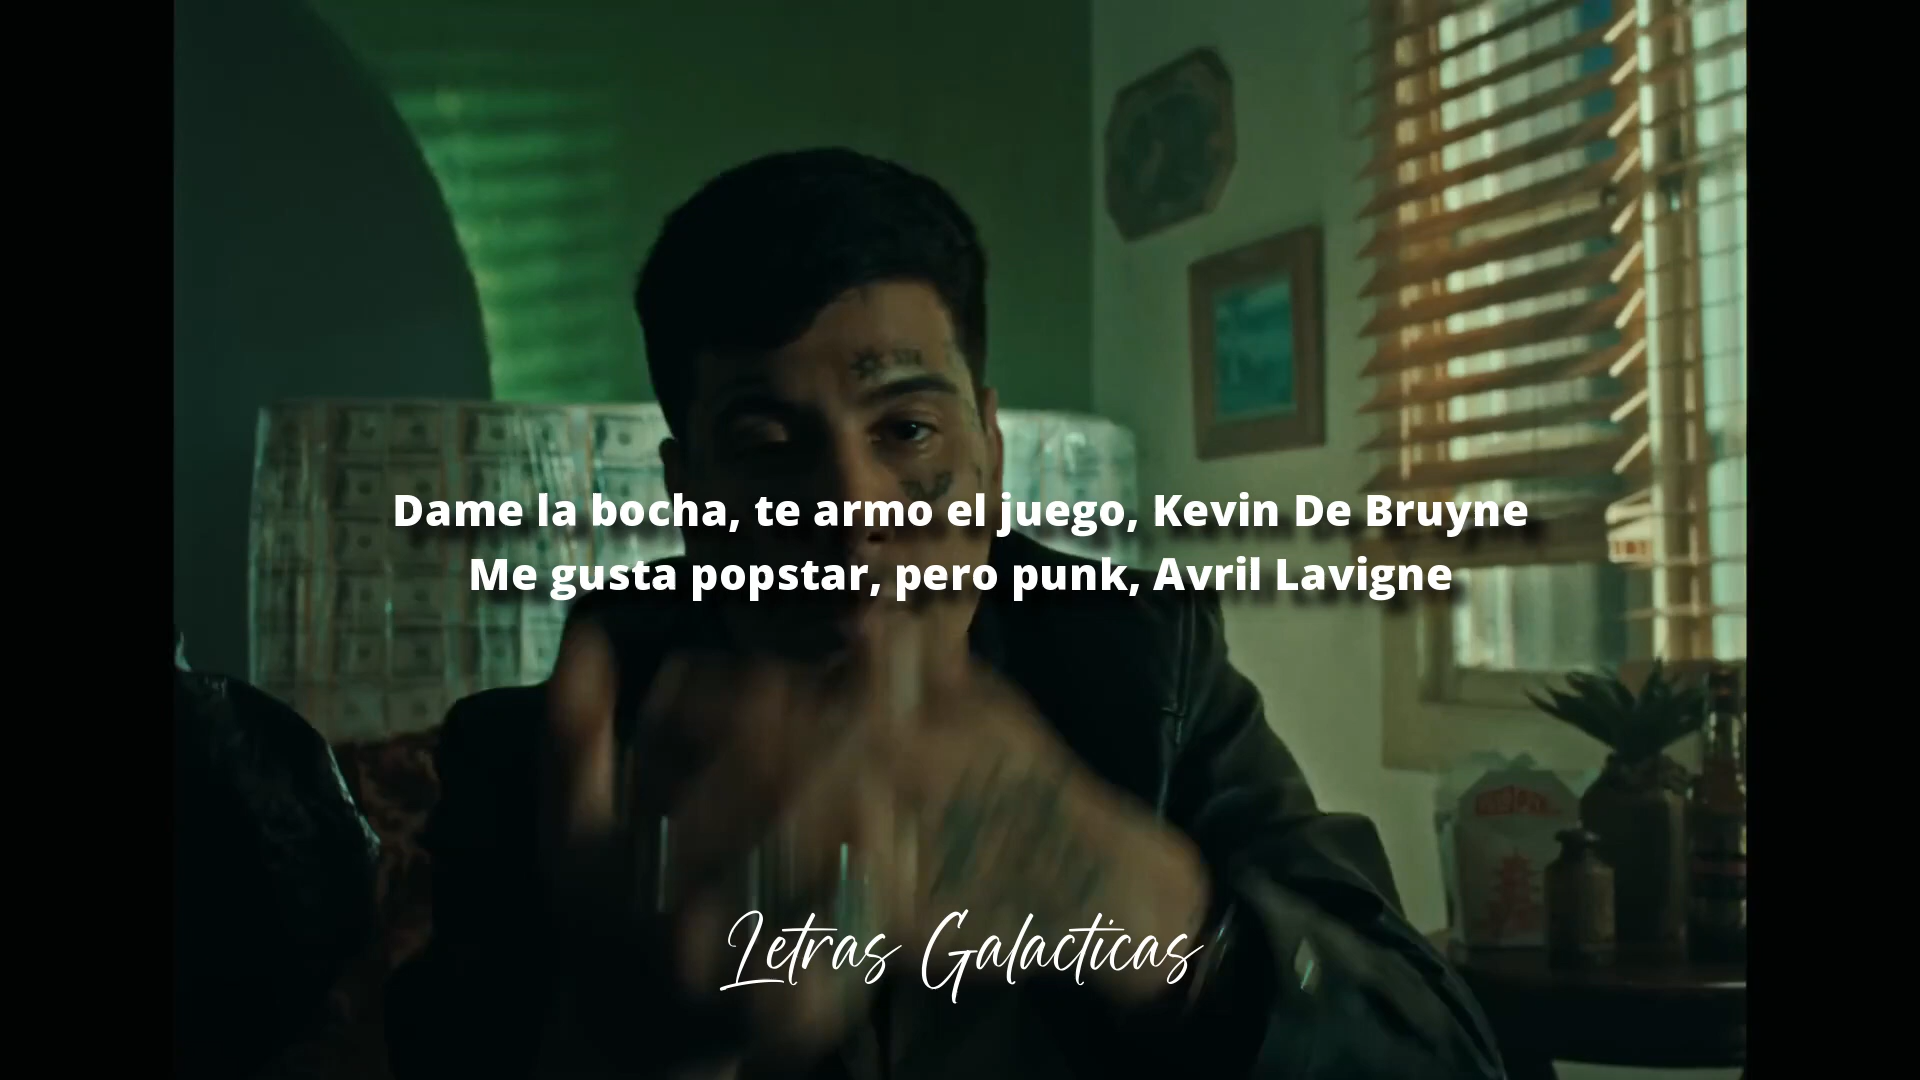 Dame la bocha, te armo el juego, Kevin De Bruyne
Me gusta popstar, pero punk, Avril Lavigne
Letras Galacticas